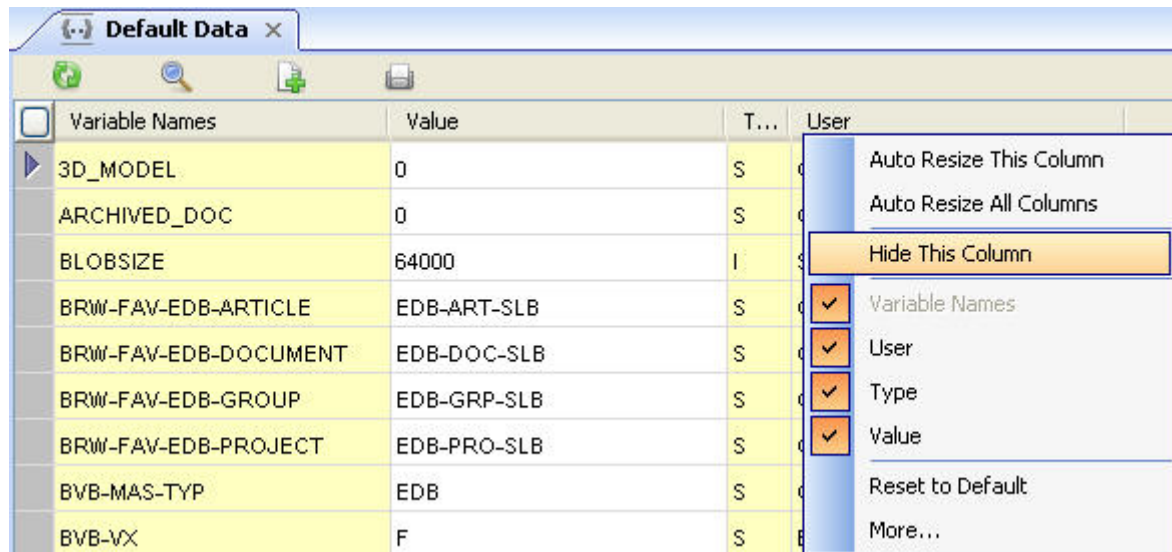 Default Data
Variable Names Value T... User
3D_MODEL 0 S
ARCHIVED_DOC 0 S
BLOBSIZE 64000 I
BRW-FAV-EDB-ARTICLE EDB-ART-SLB S
BRW-FAV-EDB-DOCUMENT EDB-DOC-SLB S
BRW-FAV-EDB-GROUP EDB-GRP-SLB S
BRW-FAV-EDB-PROJECT EDB-PRO-SLB S
BVB-MAS-TYP EDB S
BVB-VX F S
Auto Resize This Column
Auto Resize All Columns
Hide This Column
Variable Names
User
Type
Value
Reset to Default
More...